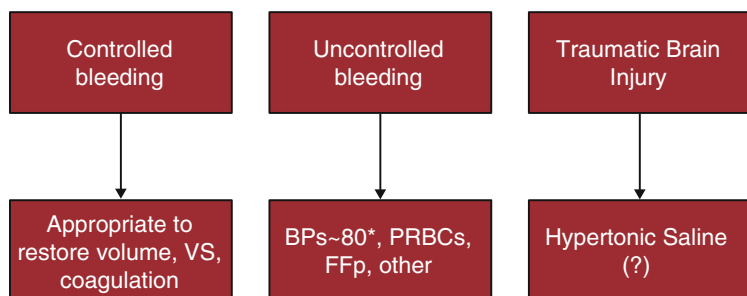 Controlled
bleeding
Uncontrolled
bleeding
Traumatic Brain
Injury
Appropriate to
restore volume, VS,
coagulation
BPs~80*, PRBCs,
FFp, other
Hypertonic Saline
(?)